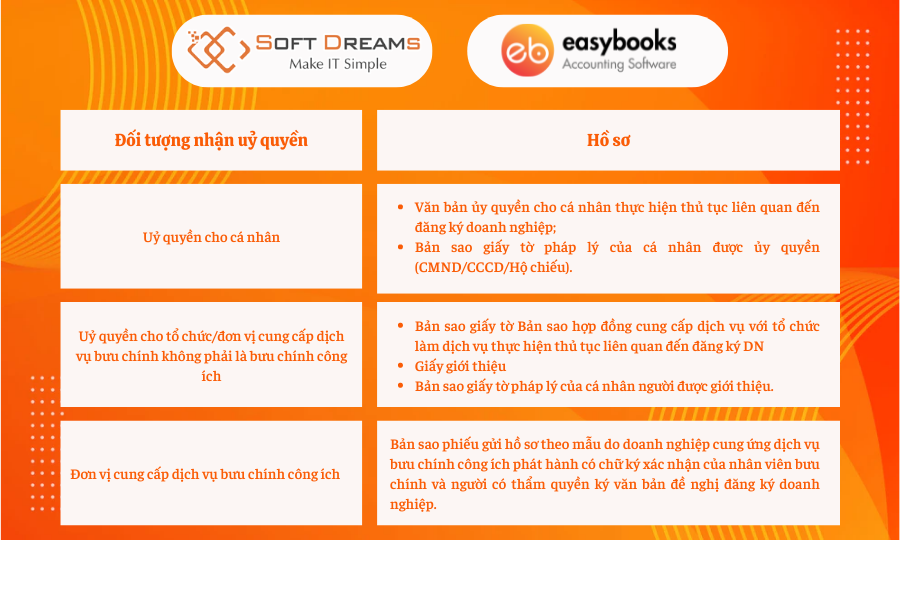 SOFT DREAMS
Make IT Simple
eb
easybooks
Accounting Software
Đối tượng nhận uỷ quyền
Hồ sơ
Uỷ quyền cho cá nhân
• Văn bản ủy quyền cho cá nhân thực hiện thủ tục liên quan đến
đăng ký doanh nghiệp;
• Bản sao giấy tờ pháp lý của cá nhân được ủy quyền
(CMND/CCCD/Hộ chiếu).
Uỷ quyền cho tổ chức/đơn vị cung cấp dịch
vụ bưu chính không phải là bưu chính công
ích
• Bản sao giấy tờ Bản sao hợp đồng cung cấp dịch vụ với tổ chức
làm dịch vụ thực hiện thủ tục liên quan đến đăng ký DN
• Giấy giới thiệu
• Bản sao giấy tờ pháp lý của cá nhân người được giới thiệu.
Đơn vị cung cấp dịch vụ bưu chính công ích
Bản sao phiếu gửi hồ sơ theo mẫu do doanh nghiệp cung ứng dịch vụ
bưu chính công ích phát hành có chữ ký xác nhận của nhân viên bưu
chính và người có thẩm quyền ký văn bản đề nghị đăng ký doanh
nghiệp.